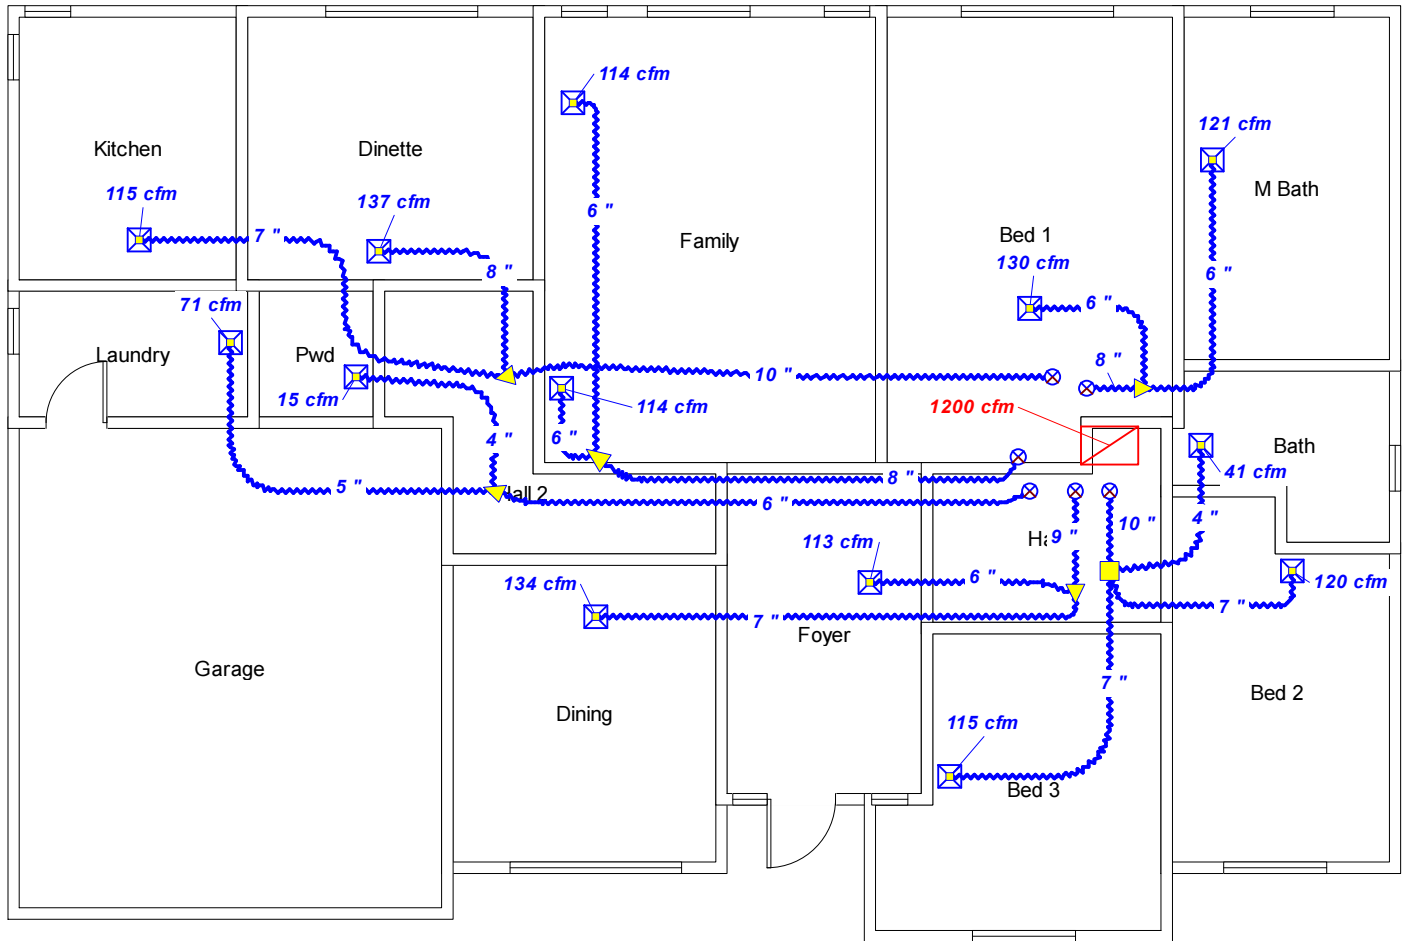 114 cfm
121 cfm
Kitchen
Dinette
M Bath
115 cfm
137 cfm
6 "
7 "
Family
Bed 1
130 cfm
8 "
6 "
71 cfm
6 "
Laundry
Pwd
8 "
10 "
15 cfm
114 cfm
1200 cfm
4 "
6 "
Bath
41 cfm
8 "
5 "
6 "
10 "
4 "
113 cfm
9 "
134 cfm
6 "
120 cfm
7 "
7 "
Foyer
Garage
7 "
Bed 2
Dining
115 cfm
Bed 3